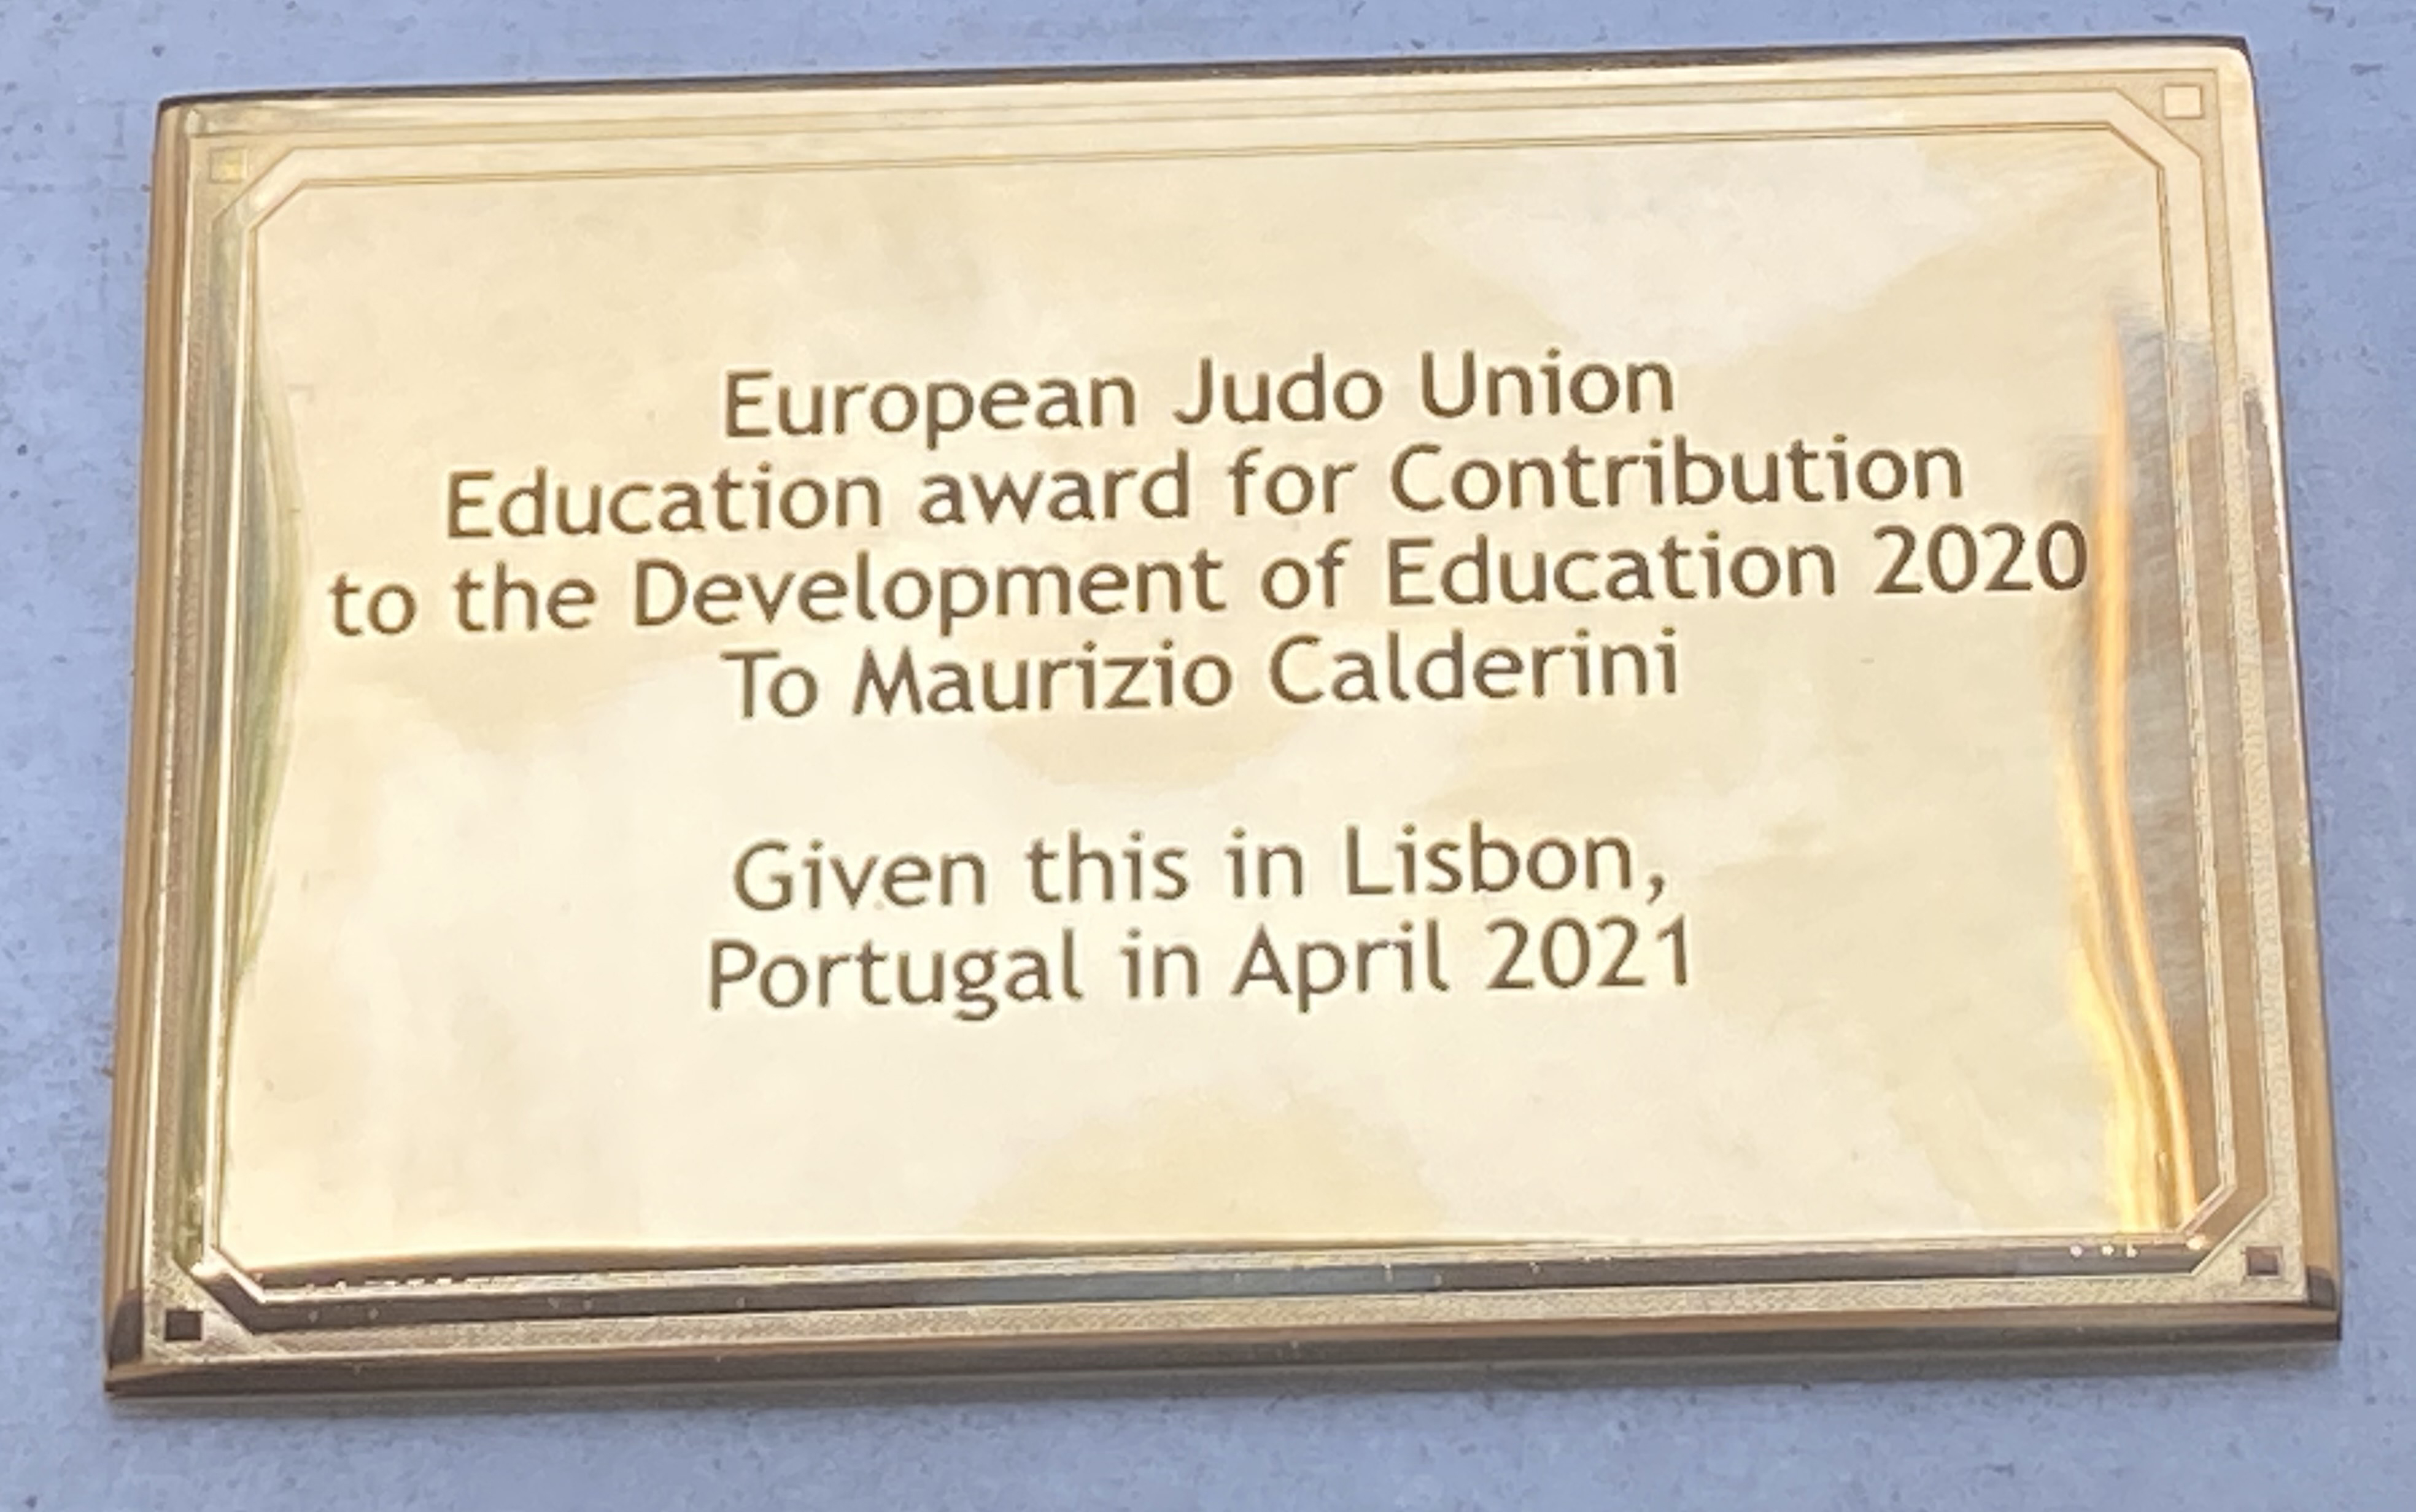 European Judo Union
Education award for Contribution
to the Development of Education 2020
To Maurizio Calderini
Given this in Lisbon,
Portugal in April 2021